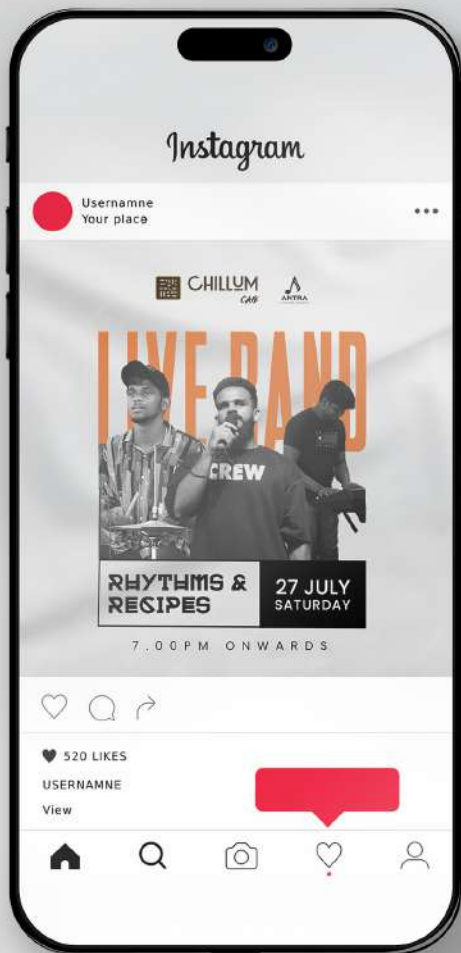 Instagram
Usernamne
Your place
CHILLUM
CAFE
ANTRA
LIVE BAND
CREW
RHYTHMS &
RECIPES
27 JULY
SATURDAY
7.00PM ONWARDS
520 LIKES
USERNAMNE
View